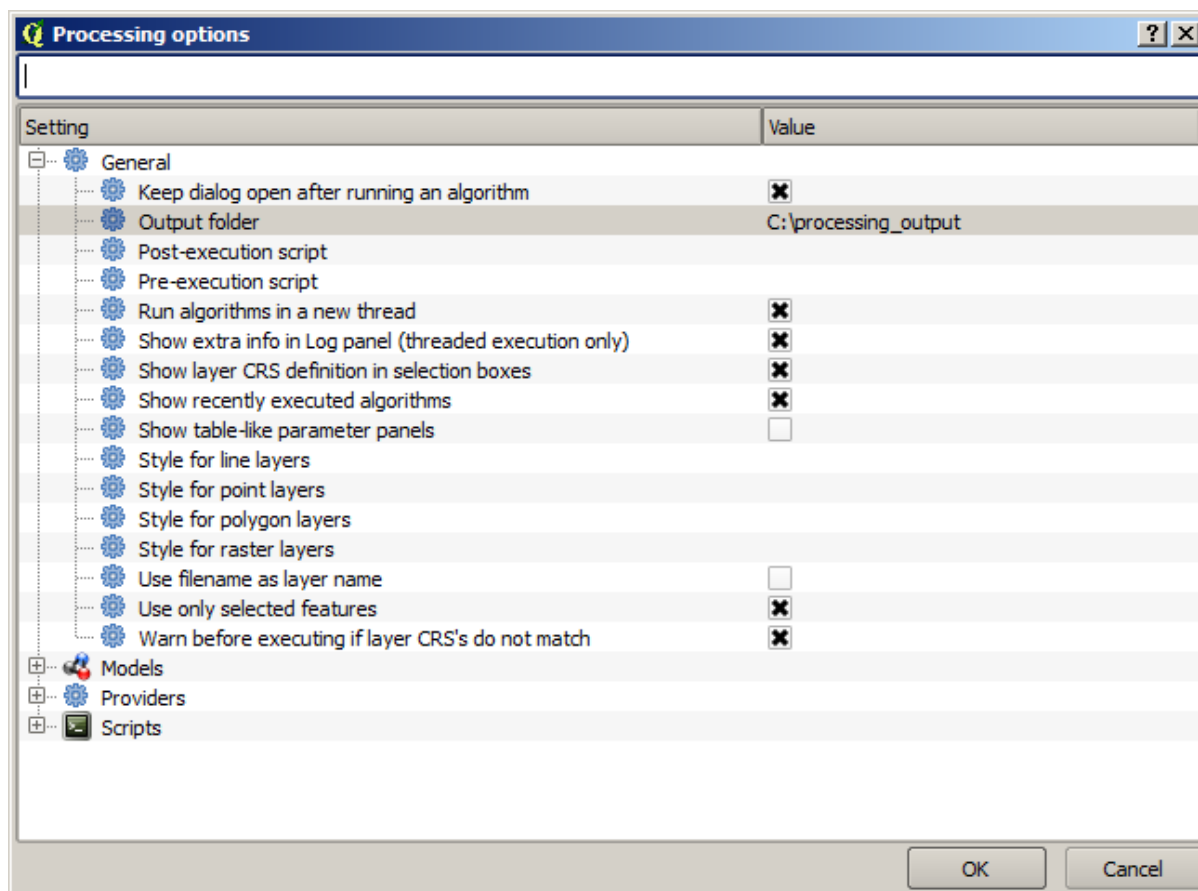 Processing options
Setting Value
General
Keep dialog open after running an algorithm
Output folder C:\processing_output
Post-execution script
Pre-execution script
Run algorithms in a new thread
Show extra info in Log panel (threaded execution only)
Show layer CRS definition in selection boxes
Show recently executed algorithms
Show table-like parameter panels
Style for line layers
Style for point layers
Style for polygon layers
Style for raster layers
Use filename as layer name
Use only selected features
Warn before executing if layer CRS's do not match
Models
Providers
Scripts
OK Cancel